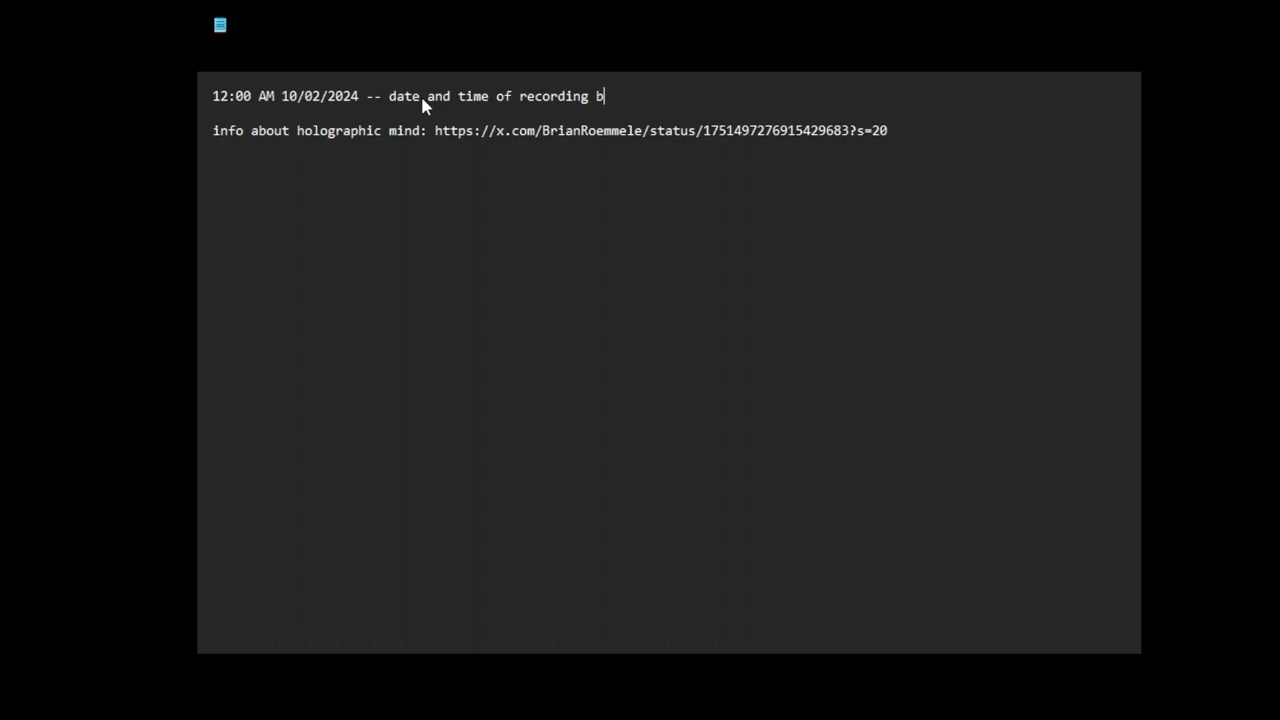 12:00 AM 10/02/2024 -- date and time of recording b
info about holographic mind: https://x.com/BrianRoemmele/status/1751497276915429683?s=20